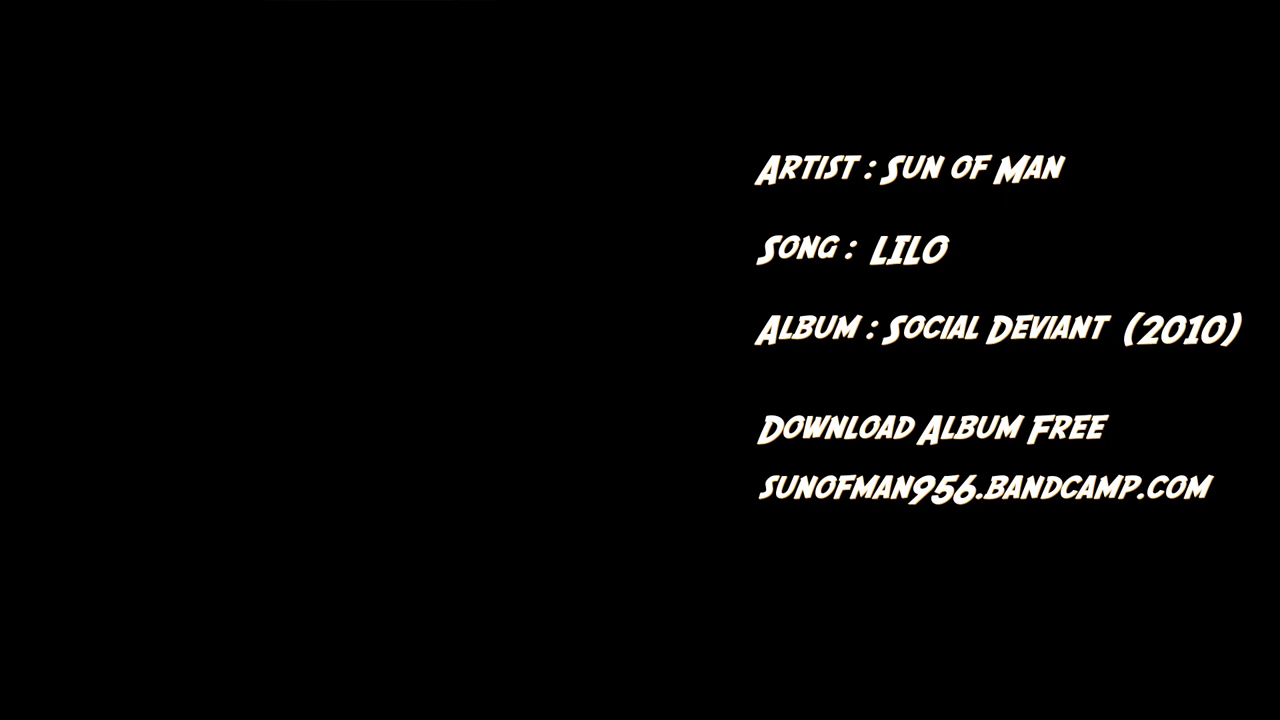 Artist : Sun of Man
Song : LILO
Album : Social Deviant (2010)
Download Album Free
sunofman956.bandcamp.com